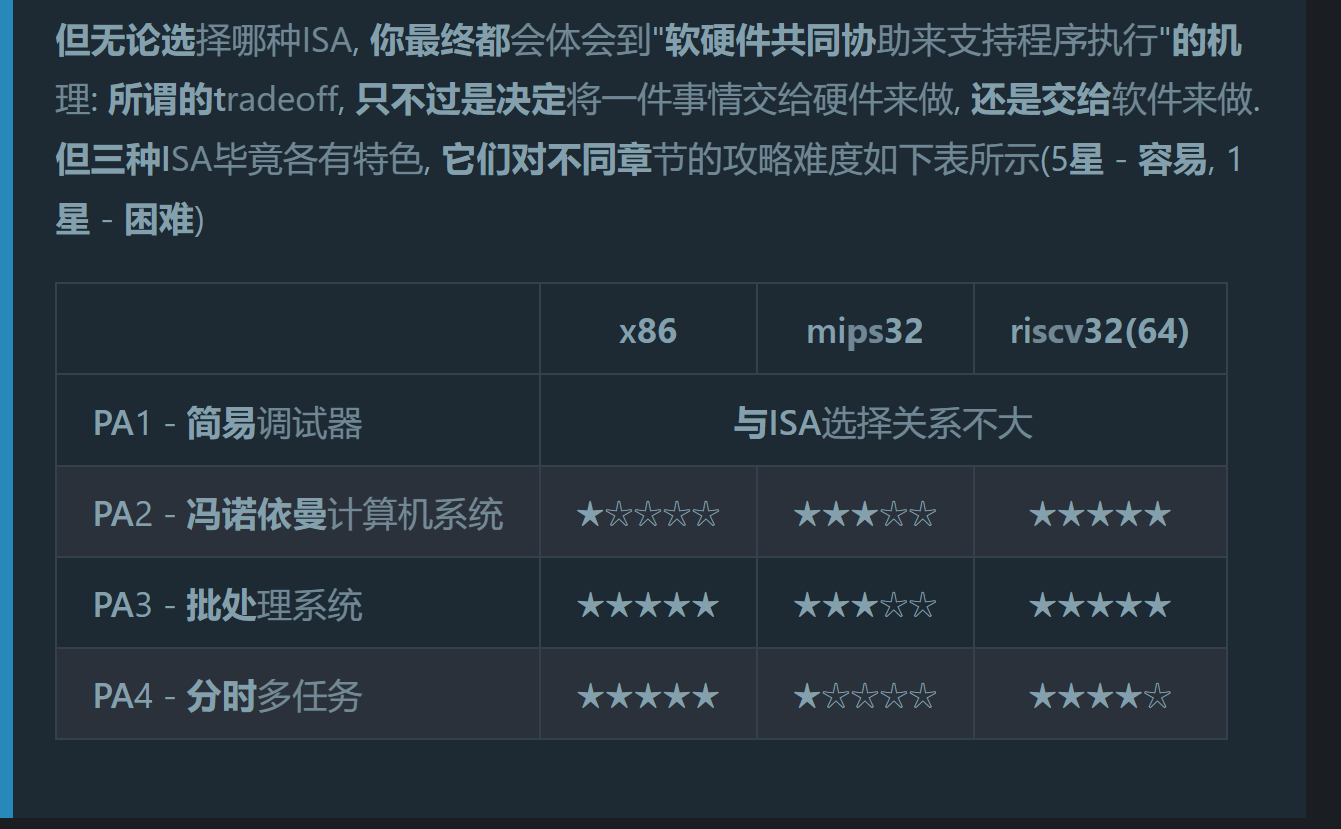 但无论选择哪种ISA, 你最终都会体会到"软硬件共同协助来支持程序执行"的机
理: 所谓的tradeoff, 只不过是决定将一件事情交给硬件来做, 还是交给软件来做.
但三种ISA毕竟各有特色, 它们对不同章节的攻略难度如下表所示(5星 - 容易, 1
星 - 困难)
x86 mips32 riscv32(64)
PA1 - 简易调试器 与ISA选择关系不大
PA2 - 冯诺依曼计算机系统 ★☆☆☆☆ ★★★☆☆ ★★★★★
PA3 - 批处理系统 ★★★★★ ★★★☆☆ ★★★★★
PA4 - 分时多任务 ★★★★★ ★☆☆☆☆ ★★★★☆